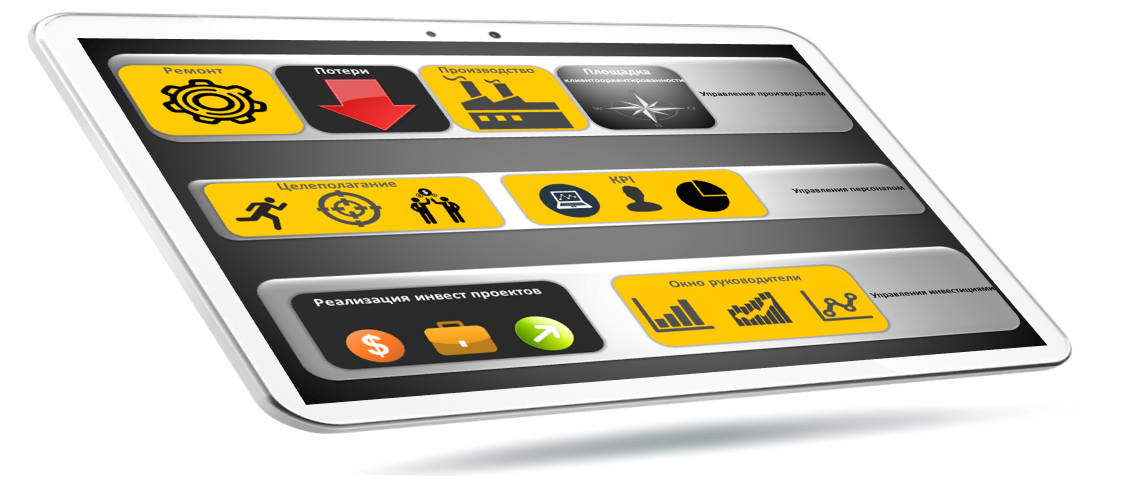 Ремонт
Потери
Производство
Площадка
клиентоориентированности
W
O
S
Управления производством
Целеполагание
KPI
Управления персоналом
Реализация инвест проектов
$
Окно руководители
Управления инвестициями